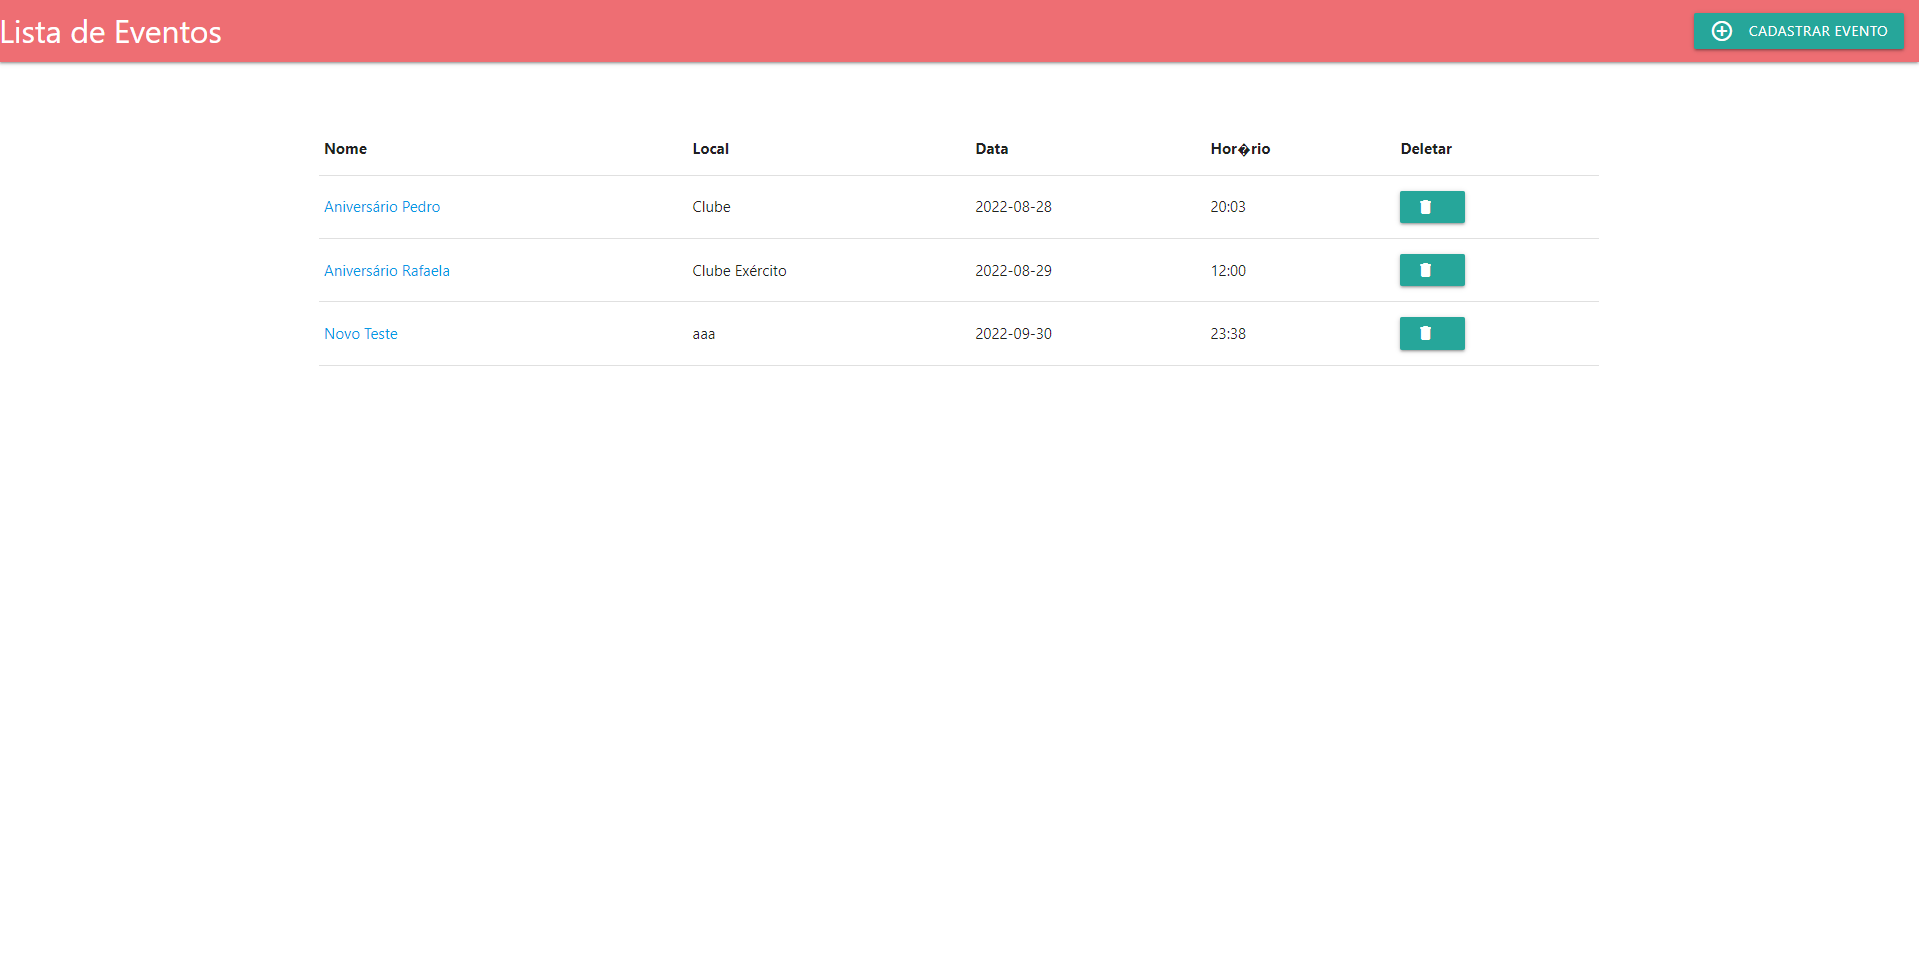 Lista de Eventos
CADASTRAR EVENTO
Nome Local Data Hor�rio Deletar
Aniversário Pedro Clube 2022-08-28 20:03
Aniversário Rafaela Clube Exército 2022-08-29 12:00
Novo Teste aaa 2022-09-30 23:38